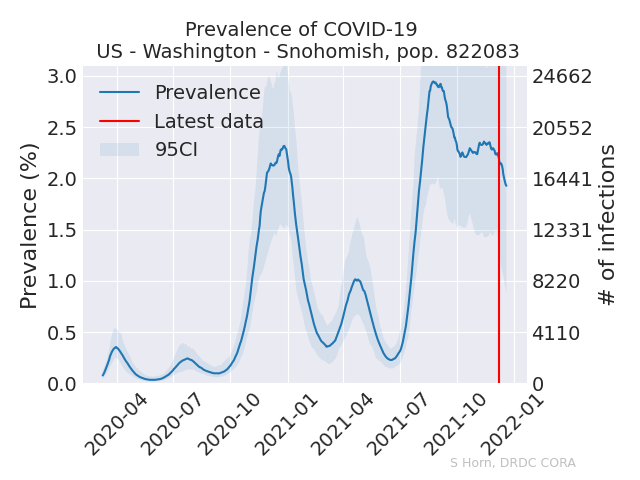 Prevalence of COVID-19
US - Washington - Snohomish, pop. 822083
Prevalence
Latest data
95CI
Prevalence (%)
3.0
2.5
2.0
1.5
1.0
0.5
0.0
24662
20552
16441
12331
8220
4110
0
# of infections
2020-04
2020-07
2020-10
2021-01
2021-04
2021-07
2021-10
2022-01
S Horn, DRDC CORA